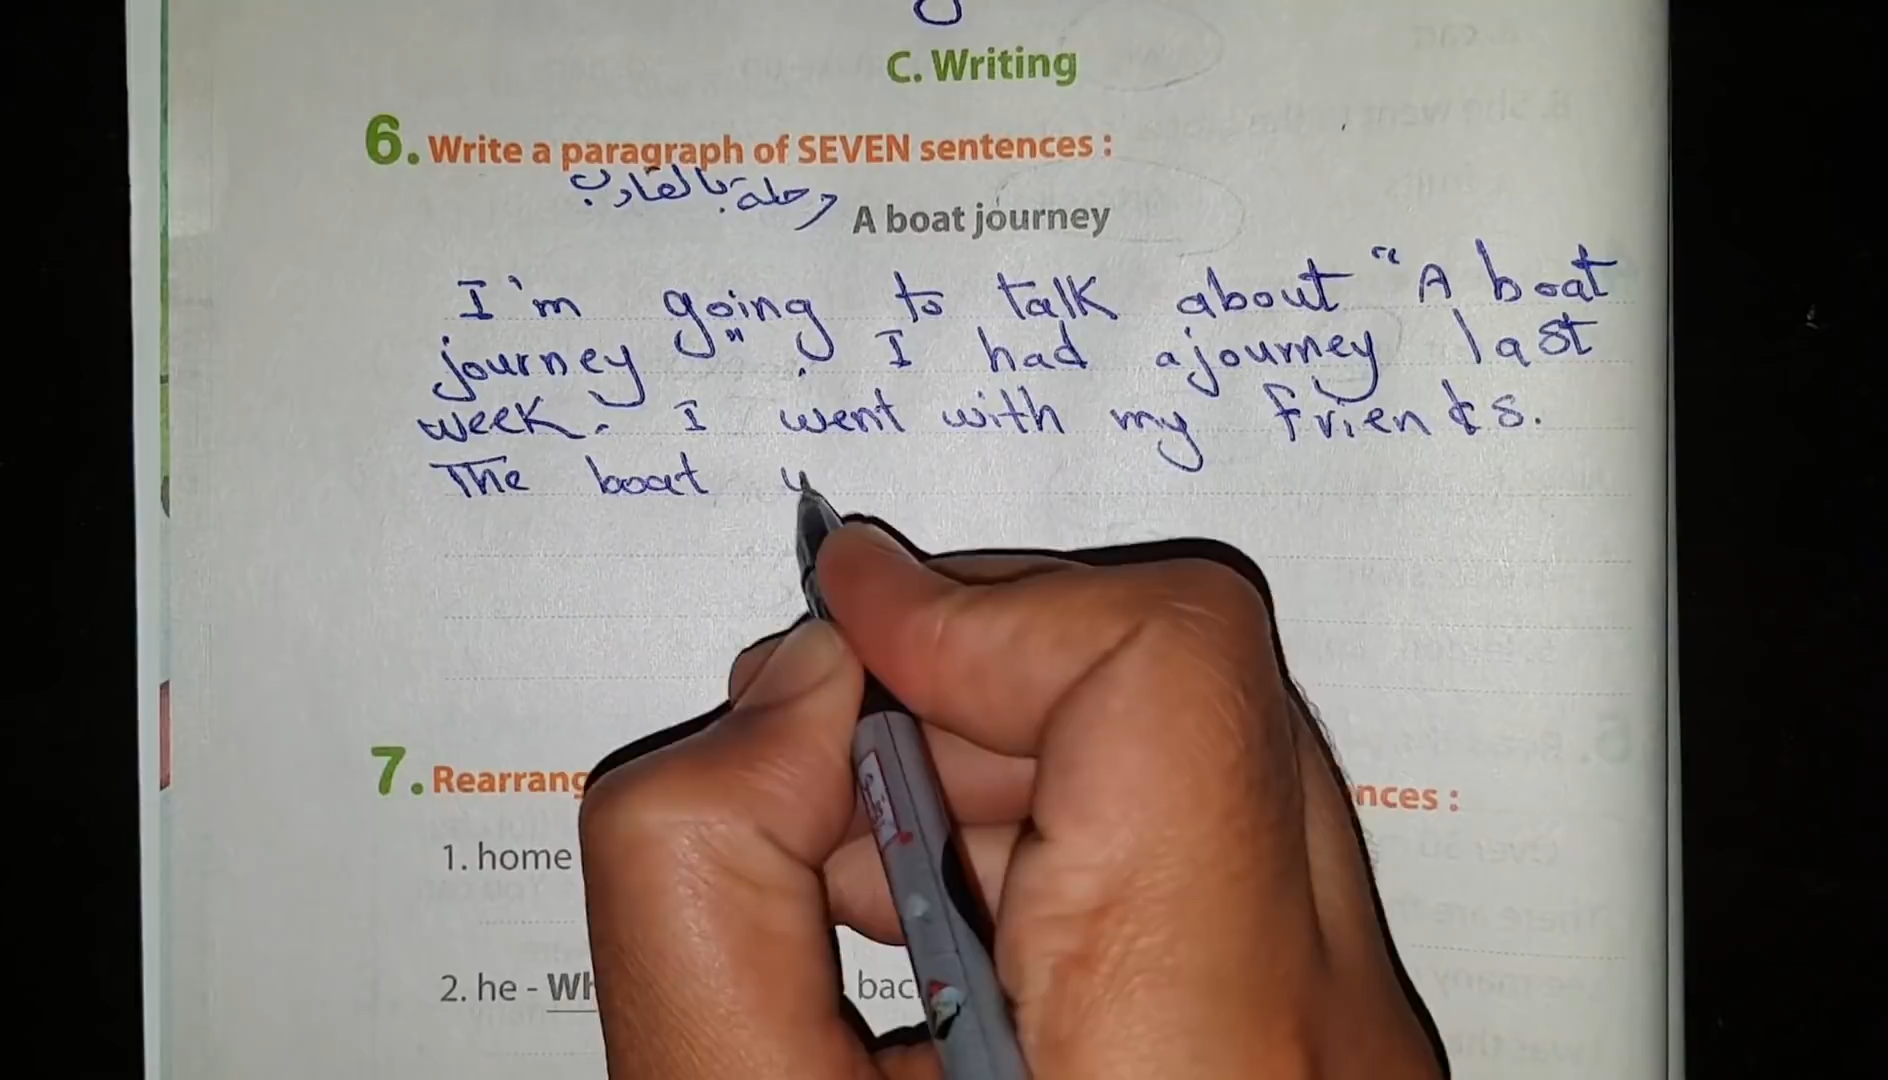 C. Writing
6. Write a paragraph of SEVEN sentences :
رحلة بالقارب
A boat journey
I'm going to talk about "A boat
journey". I had a journey last
week. I went with my friends.
The boat
7. Rearrang nces :
1. home
2. he - Wh bac